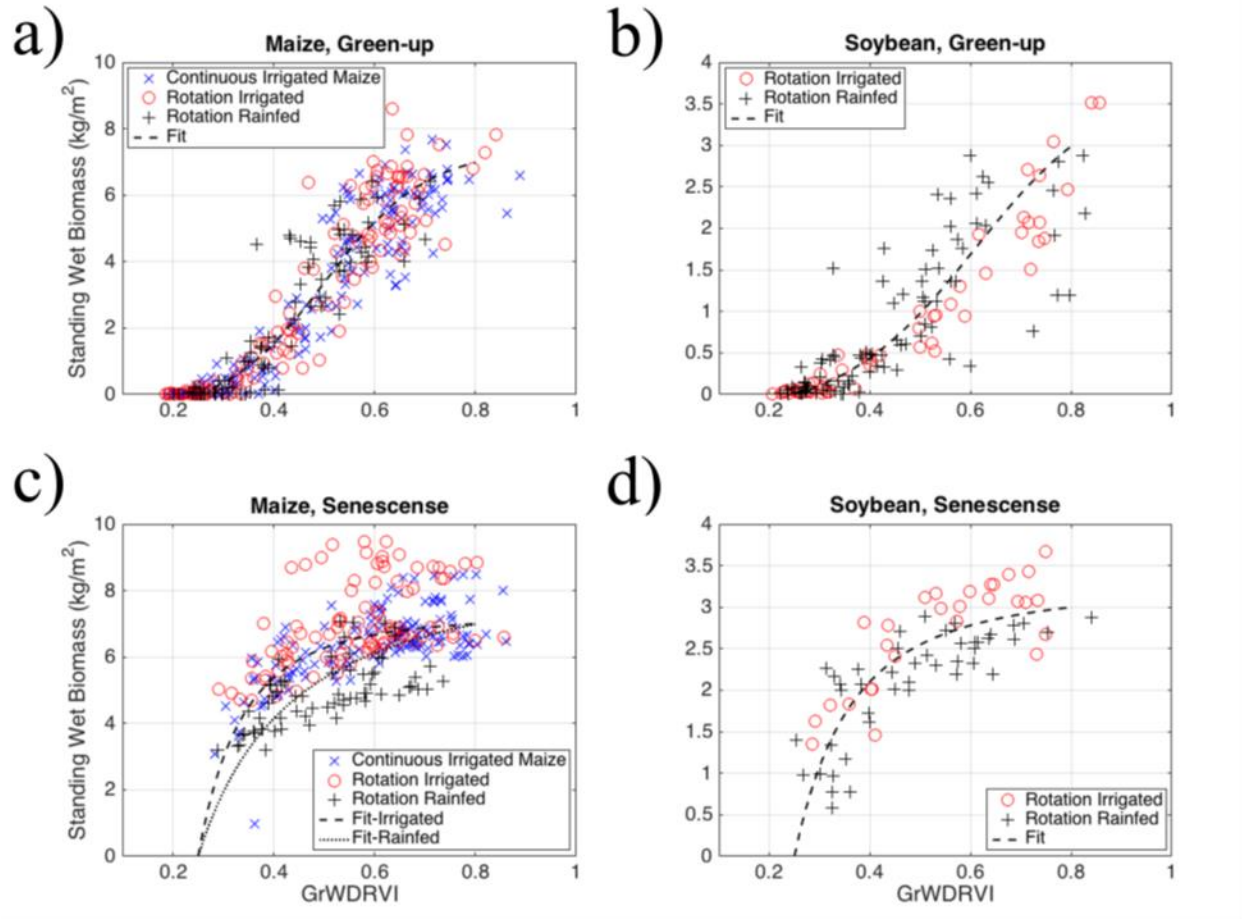 a)
Maize, Green-up
Standing Wet Biomass (kg/m²)
10
8
6
4
2
0
0.2 0.4 0.6 0.8 1
Continuous Irrigated Maize
Rotation Irrigated
Rotation Rainfed
Fit
b)
Soybean, Green-up
4
3.5
3
2.5
2
1.5
1
0.5
0
0.2 0.4 0.6 0.8 1
Rotation Irrigated
Rotation Rainfed
Fit
c)
Maize, Senescense
Standing Wet Biomass (kg/m²)
10
8
6
4
2
0
0.2 0.4 0.6 0.8 1
GrWDRVI
Continuous Irrigated Maize
Rotation Irrigated
Rotation Rainfed
Fit-Irrigated
Fit-Rainfed
d)
Soybean, Senescense
4
3.5
3
2.5
2
1.5
1
0.5
0
0.2 0.4 0.6 0.8 1
GrWDRVI
Rotation Irrigated
Rotation Rainfed
Fit